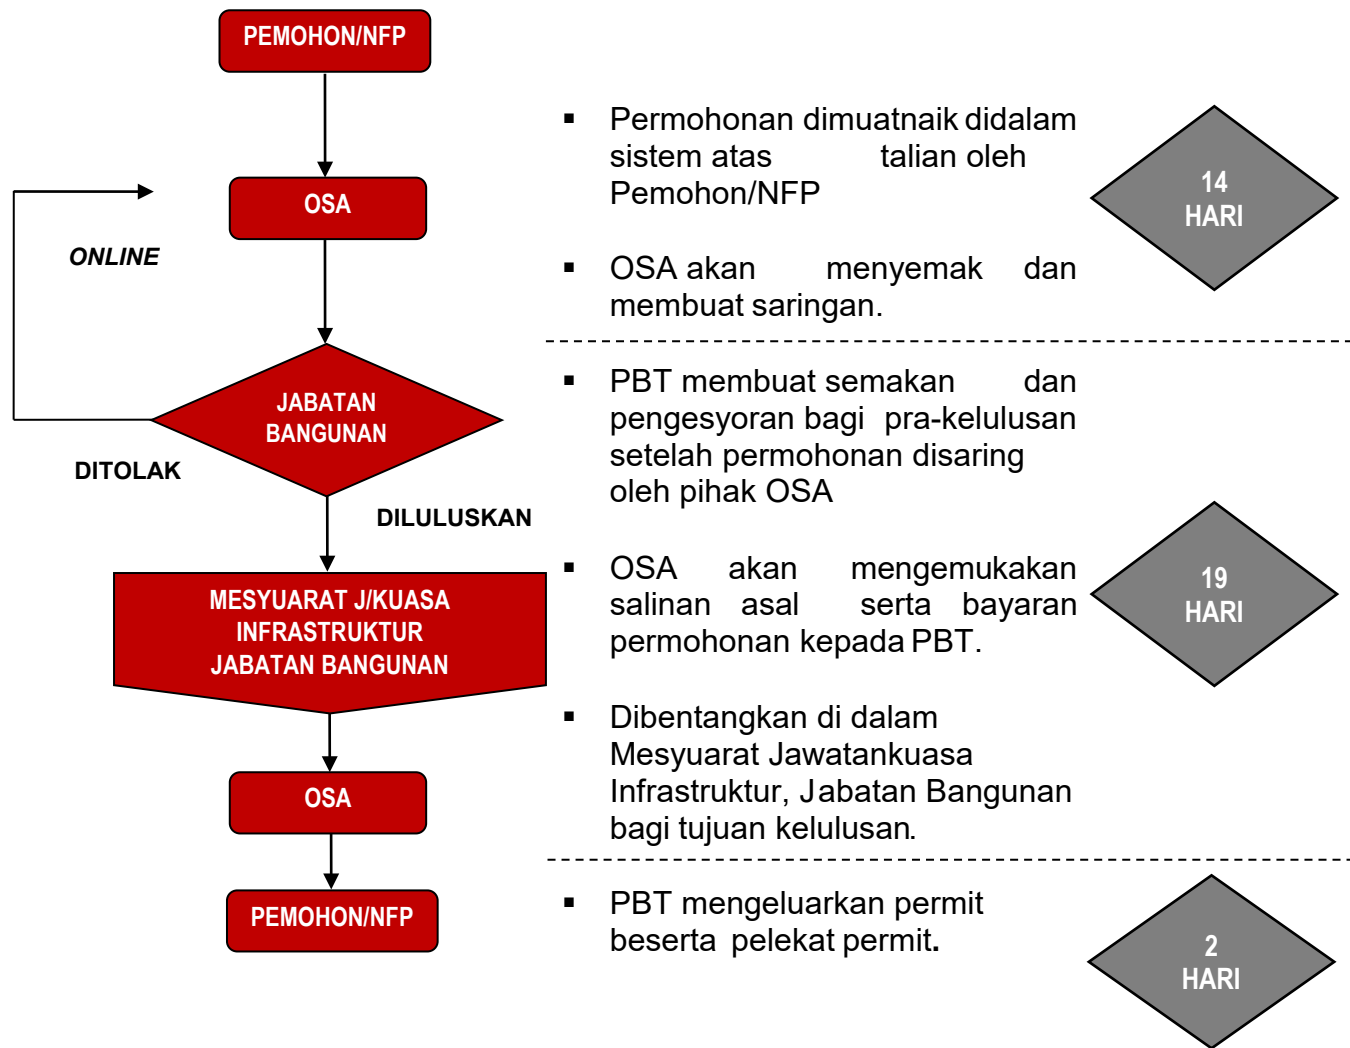 PEMOHON/NFP
OSA
ONLINE
JABATAN
BANGUNAN
DITOLAK
DILULUSKAN
MESYUARAT J/KUASA
INFRASTRUKTUR
JABATAN BANGUNAN
OSA
PEMOHON/NFP
▪ Permohonan dimuatnaik didalam
sistem atas talian oleh
Pemohon/NFP
▪ OSA akan menyemak dan
membuat saringan.
14
HARI
▪ PBT membuat semakan dan
pengesyoran bagi pra-kelulusan
setelah permohonan disaring
oleh pihak OSA
▪ OSA akan mengemukakan
salinan asal serta bayaran
permohonan kepada PBT.
▪ Dibentangkan di dalam
Mesyuarat Jawatankuasa
Infrastruktur, Jabatan Bangunan
bagi tujuan kelulusan.
19
HARI
▪ PBT mengeluarkan permit
beserta pelekat permit.
2
HARI